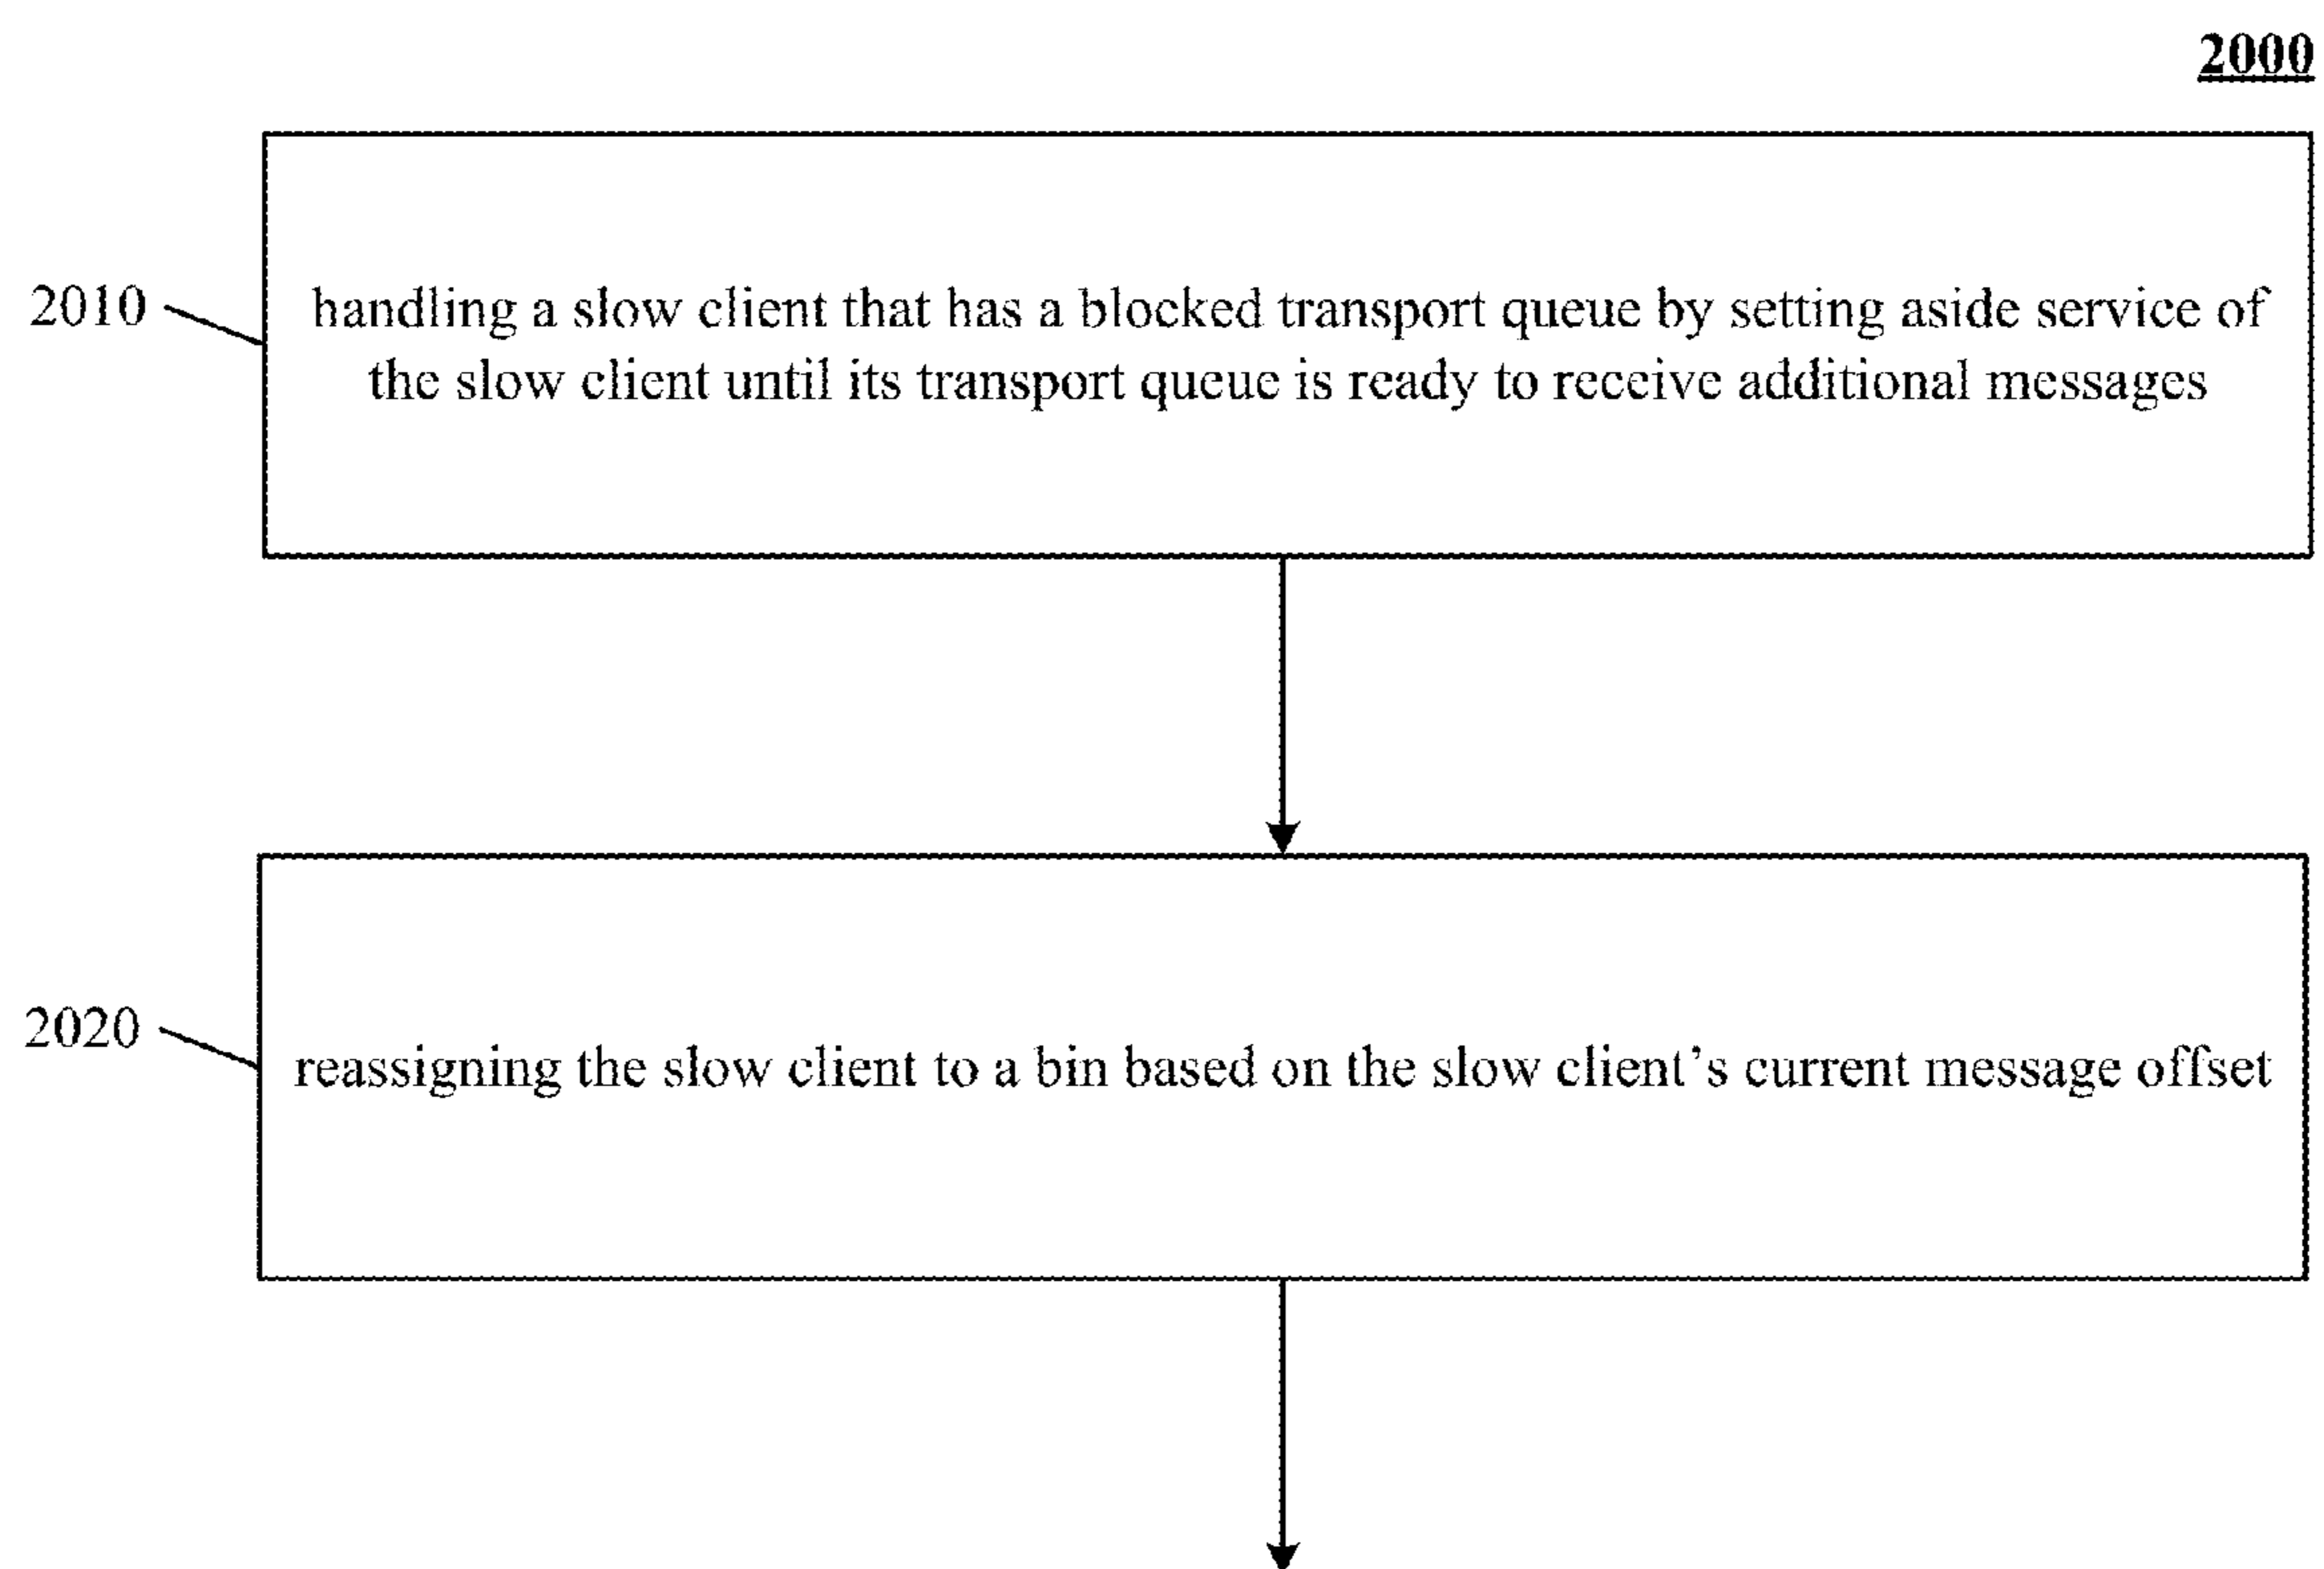 2000
2010
handling a slow client that has a blocked transport queue by setting aside service of
the slow client until its transport queue is ready to receive additional messages
2020
reassigning the slow client to a bin based on the slow client’s current message offset